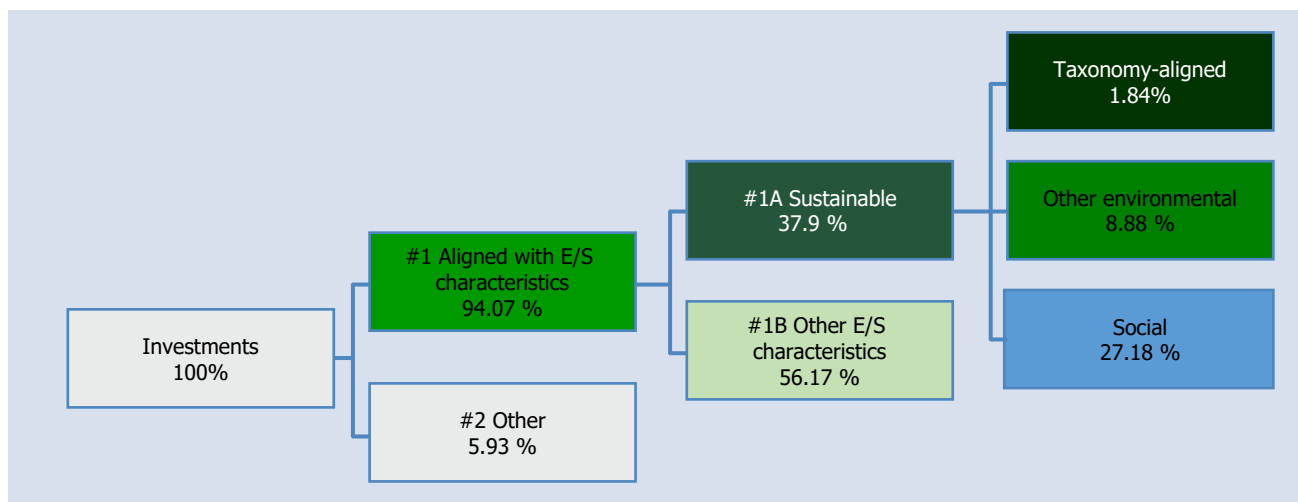 Investments
100%
#1 Aligned with E/S
characteristics
94.07 %
#2 Other
5.93 %
#1A Sustainable
37.9 %
#1B Other E/S
characteristics
56.17 %
Taxonomy-aligned
1.84%
Other environmental
8.88 %
Social
27.18 %